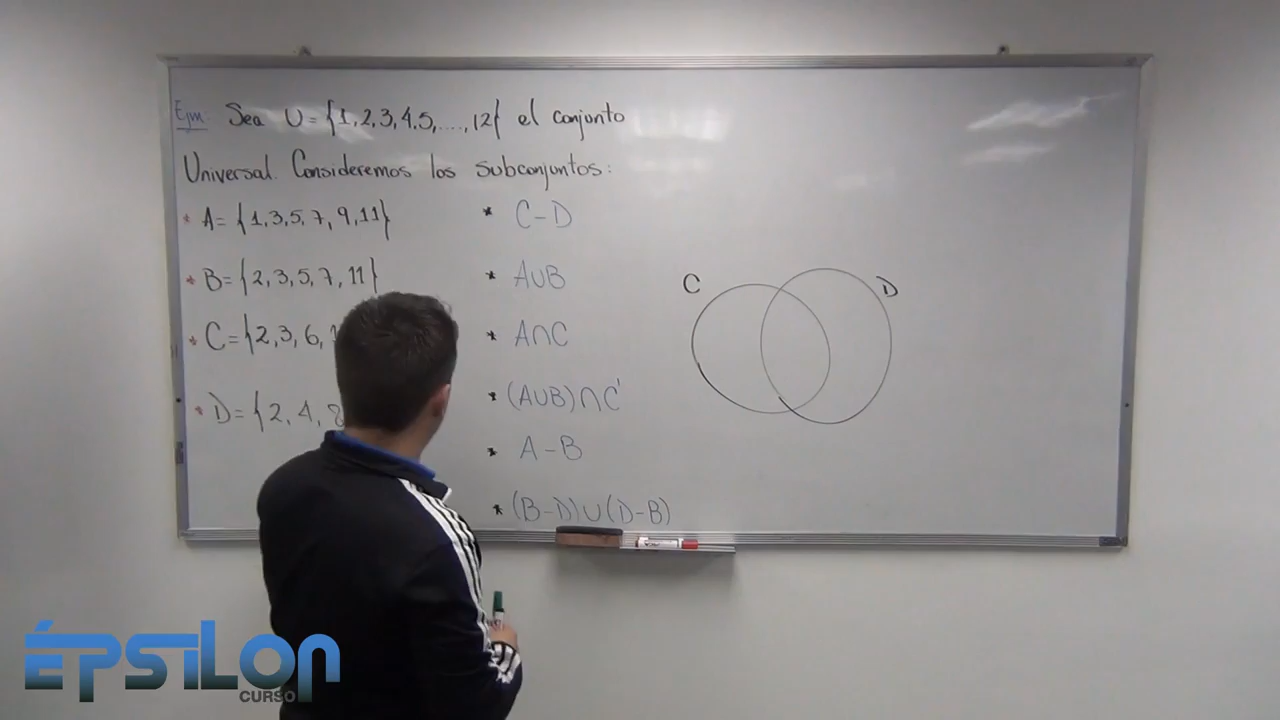 Ejm. Sea U = {1,2,3,4,5,....,12} el conjunto
Universal. Consideremos los subconjuntos:
* A= {1,3,5,7,9,11}
* B= {2,3,5,7,11}
* C={2,3,6,
* D= {2,4,
* C-D
* A∪B
* A∩C
* (A∪B)∩C'
* A-B
* (B-D)∪(D-B)
C
D
ÉPSILON
CURSO